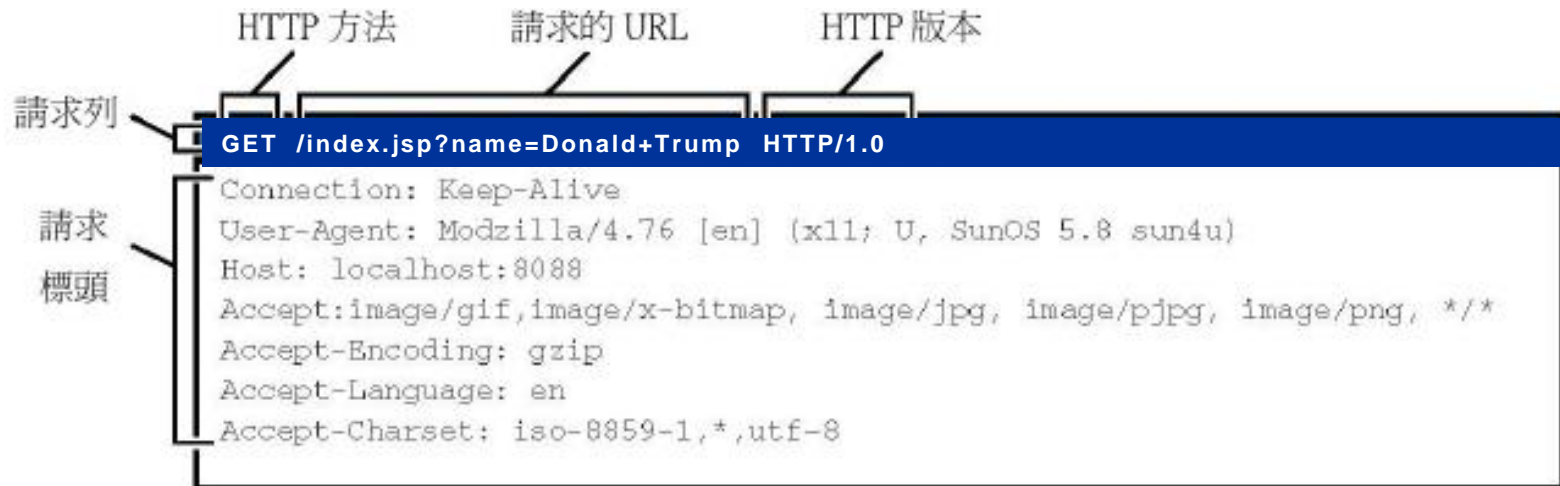 HTTP 方法 請求的 URL HTTP 版本
請求列
GET /index.jsp?name=Donald+Trump HTTP/1.0
Connection: Keep-Alive
User-Agent: Modzilla/4.76 [en] (x11; U, SunOS 5.8 sun4u)
Host: localhost:8088
Accept:image/gif,image/x-bitmap, image/jpg, image/pjpg, image/png, */*
Accept-Encoding: gzip
Accept-Language: en
Accept-Charset: iso-8859-1,*,utf-8
請求
標頭